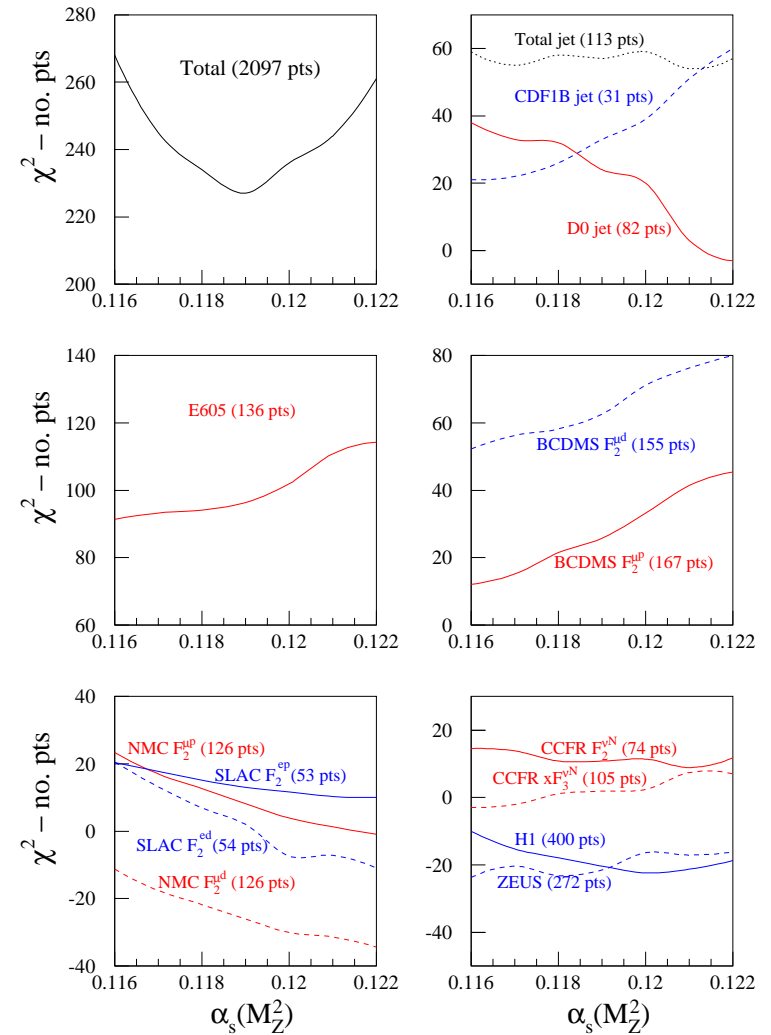 280
260
240
220
200
χ² – no. pts
Total (2097 pts)
0.116 0.118 0.12 0.122
60
40
20
0
Total jet (113 pts)
CDF1B jet (31 pts)
D0 jet (82 pts)
0.116 0.118 0.12 0.122
140
120
100
80
60
χ² – no. pts
E605 (136 pts)
0.116 0.118 0.12 0.122
80
60
40
20
0
BCDMS F₂^μd (155 pts)
BCDMS F₂^μp (167 pts)
0.116 0.118 0.12 0.122
40
20
0
-20
-40
χ² – no. pts
NMC F₂^μp (126 pts)
SLAC F₂^ep (53 pts)
SLAC F₂^ed (54 pts)
NMC F₂^μd (126 pts)
0.116 0.118 0.12 0.122
α_s(M_Z²)
20
0
-20
-50
CCFR F₂^νN (74 pts)
CCFR xF₃^νN (105 pts)
H1 (400 pts)
ZEUS (272 pts)
0.116 0.118 0.12 0.122
α_s(M_Z²)